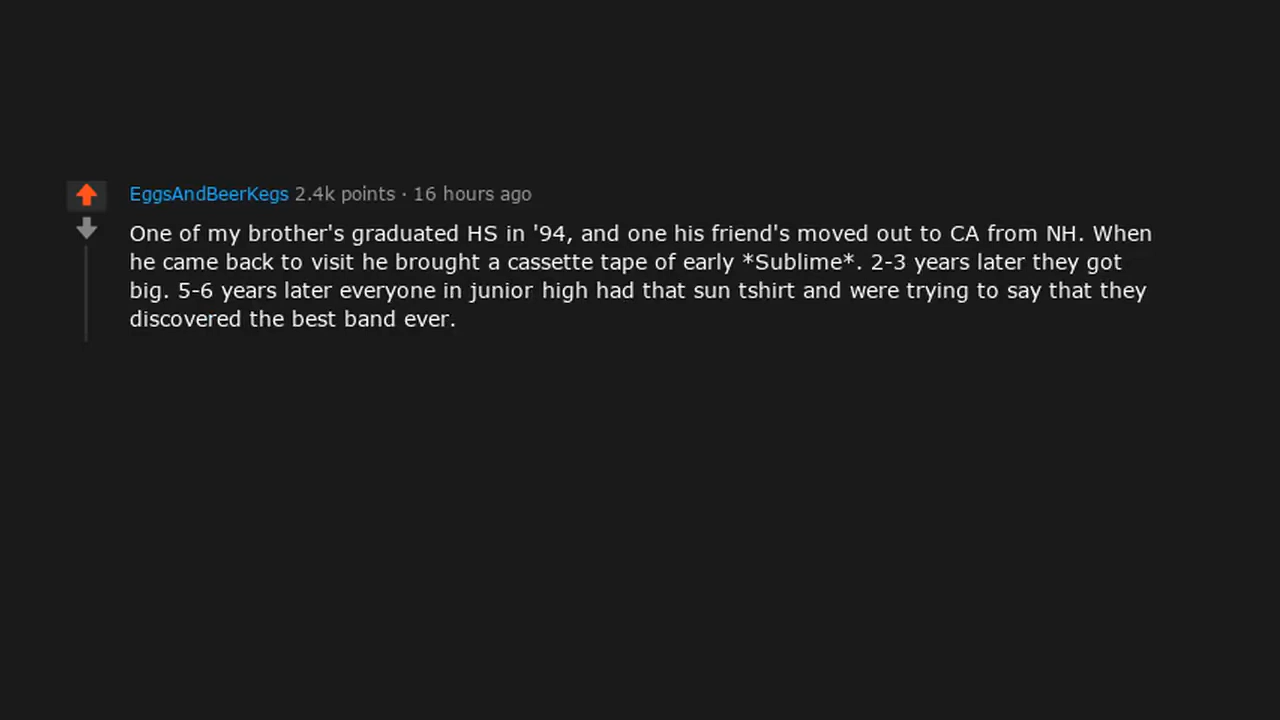 EggsAndBeerKegs 2.4k points · 16 hours ago
One of my brother's graduated HS in '94, and one his friend's moved out to CA from NH. When
he came back to visit he brought a cassette tape of early *Sublime*. 2-3 years later they got
big. 5-6 years later everyone in junior high had that sun tshirt and were trying to say that they
discovered the best band ever.